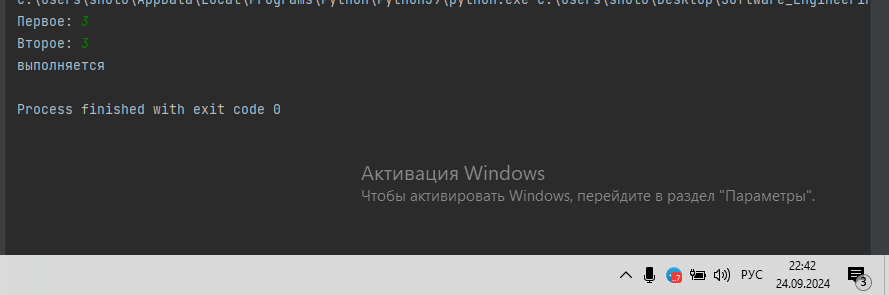 Первое: 3
Второе: 3
выполняется
Process finished with exit code 0
Активация Windows
Чтобы активировать Windows, перейдите в раздел "Параметры".
РУС
22:42
24.09.2024
3